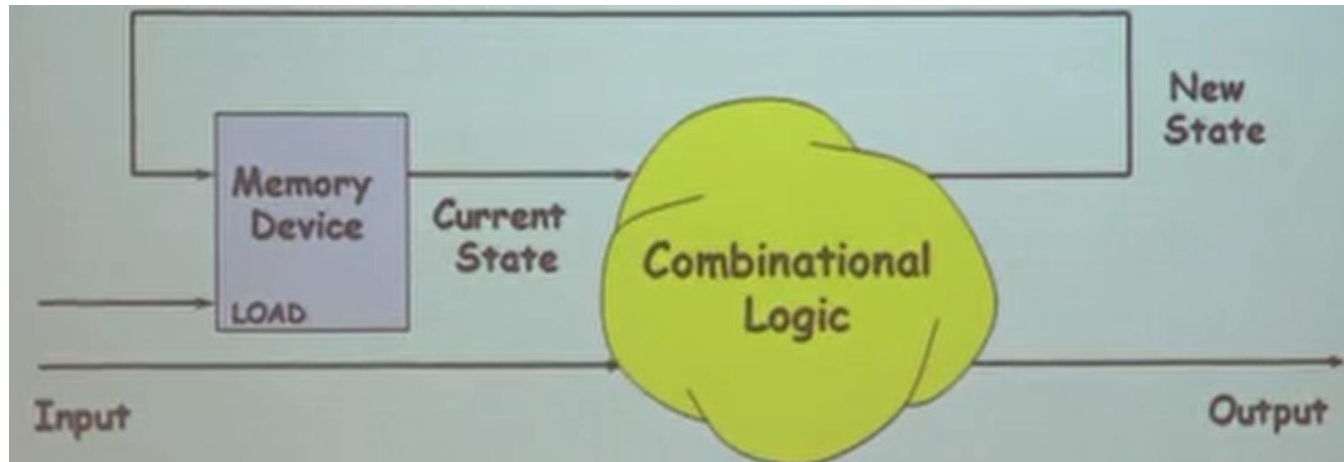 New
State
Memory
Device
Current
State
Combinational
Logic
LOAD
Input
Output